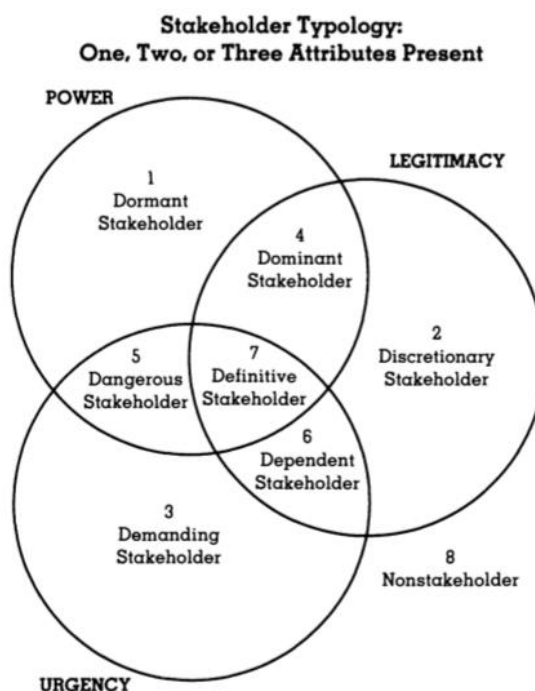 Stakeholder Typology:
One, Two, or Three Attributes Present
POWER
LEGITIMACY
1
Dormant
Stakeholder
4
Dominant
Stakeholder
2
Discretionary
Stakeholder
5
Dangerous
Stakeholder
7
Definitive
Stakeholder
6
Dependent
Stakeholder
3
Demanding
Stakeholder
8
Nonstakeholder
URGENCY